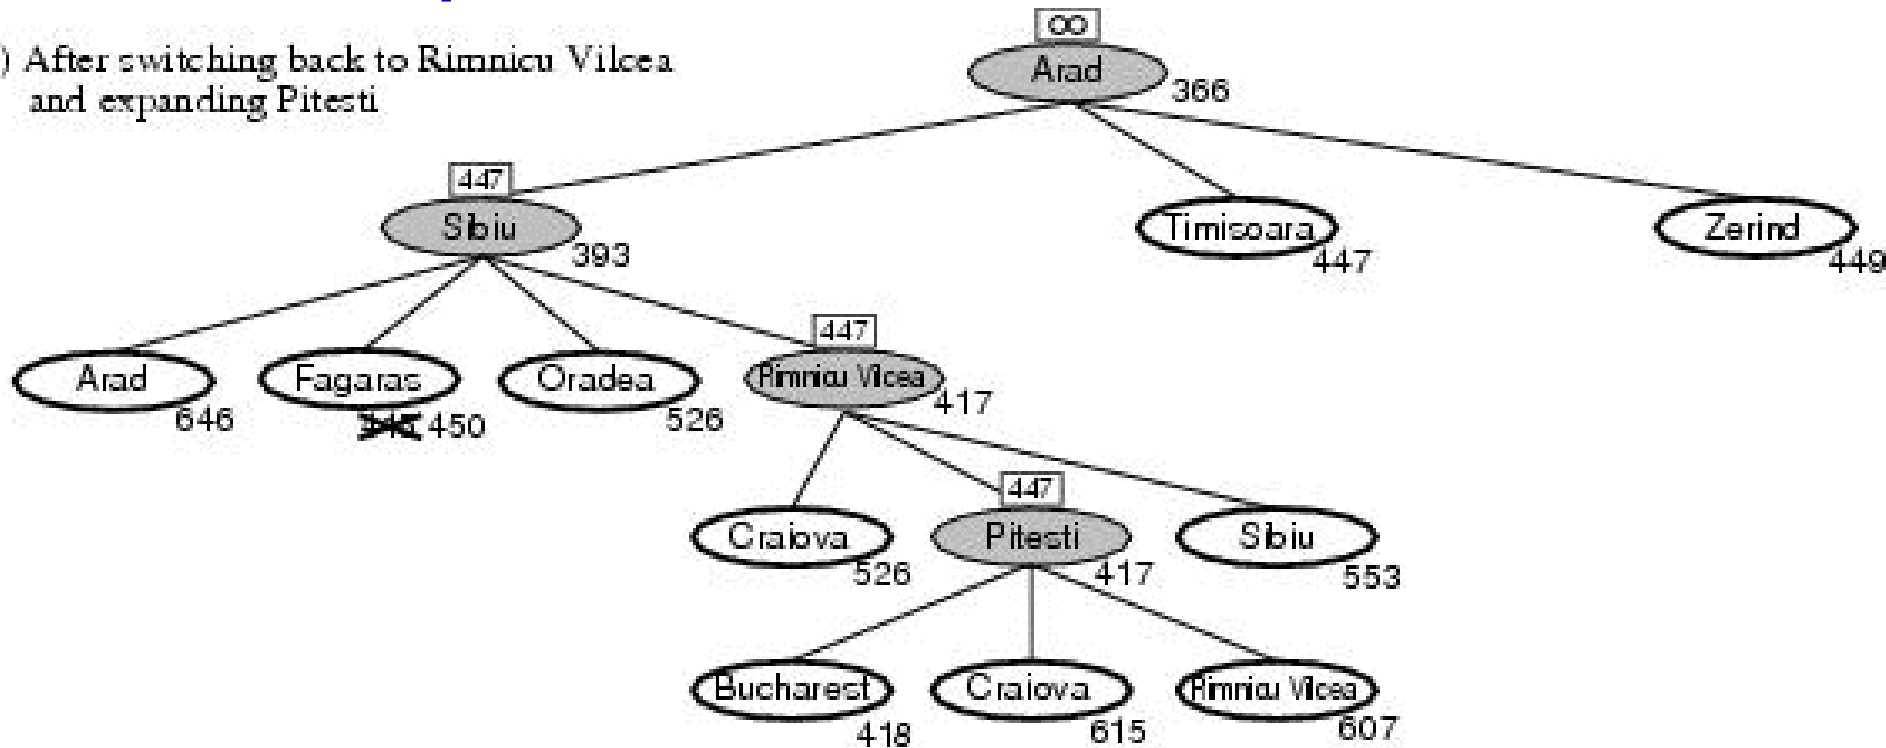 ) After switching back to Rimnicu Vilcea
and expanding Pitesti
∞
Arad
366
447
Sibiu
393
Timisoara
447
Zerind
449
Arad
646
Fagaras
450
Oradea
526
447
Rimnicu Vilcea
417
Craiova
526
447
Pitesti
417
Sibiu
553
Bucharest
418
Craiova
615
Rimnicu Vilcea
607